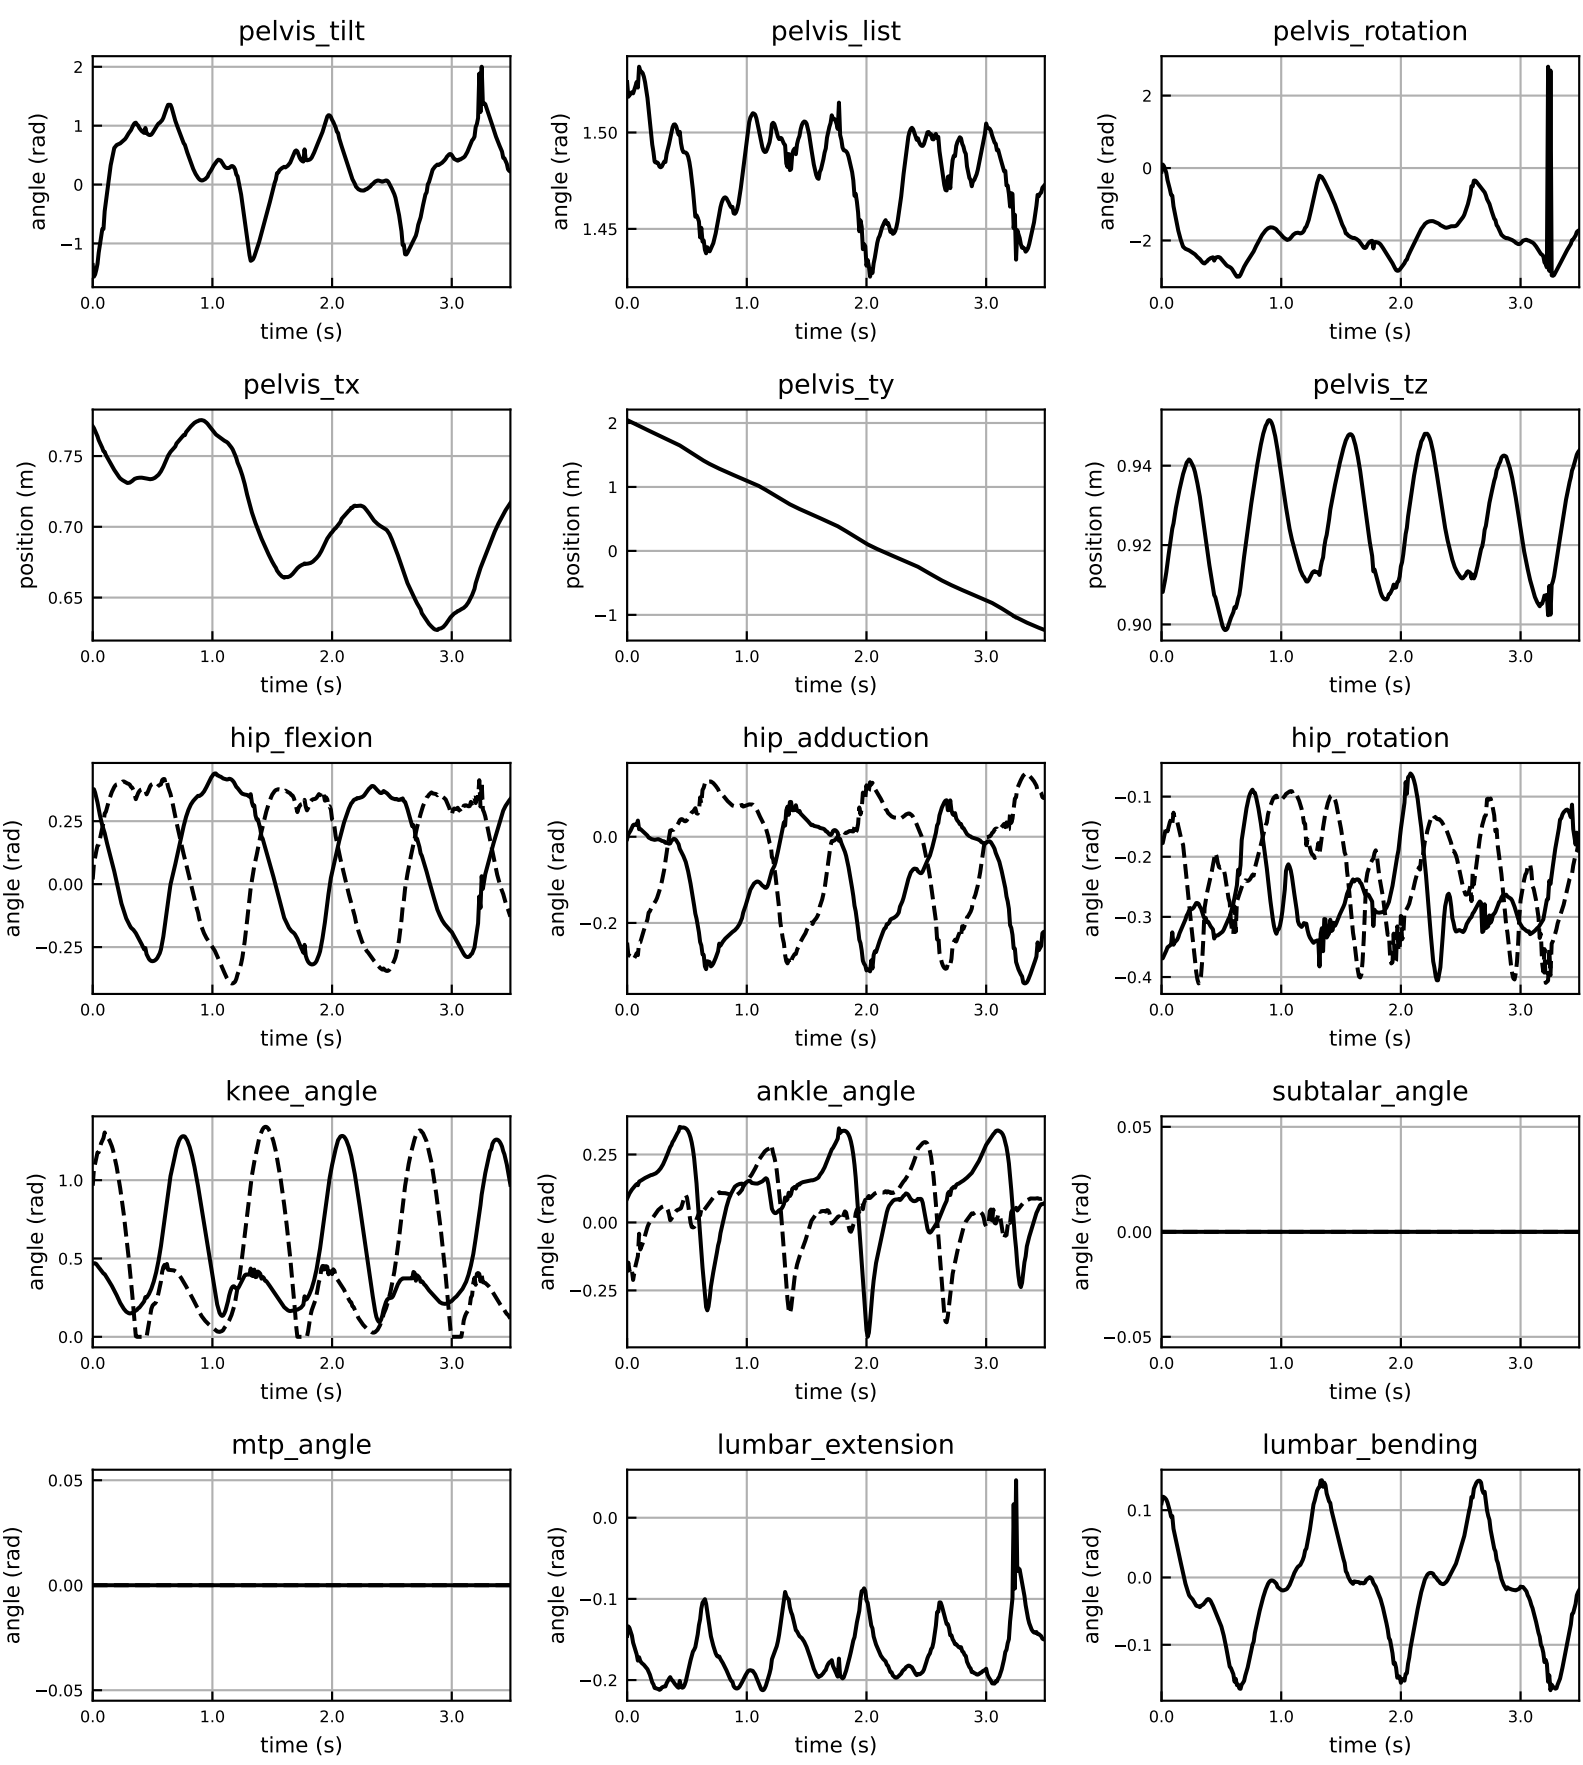 pelvis_tilt
angle (rad)
2
1
0
−1
0.0 1.0 2.0 3.0
time (s)
pelvis_list
angle (rad)
1.50
1.45
0.0 1.0 2.0 3.0
time (s)
pelvis_rotation
angle (rad)
2
0
−2
0.0 1.0 2.0 3.0
time (s)
pelvis_tx
position (m)
0.75
0.70
0.65
0.0 1.0 2.0 3.0
time (s)
pelvis_ty
position (m)
2
1
0
−1
0.0 1.0 2.0 3.0
time (s)
pelvis_tz
position (m)
0.94
0.92
0.90
0.0 1.0 2.0 3.0
time (s)
hip_flexion
angle (rad)
0.25
0.00
−0.25
0.0 1.0 2.0 3.0
time (s)
hip_adduction
angle (rad)
0.0
−0.2
0.0 1.0 2.0 3.0
time (s)
hip_rotation
angle (rad)
−0.1
−0.2
−0.3
−0.4
0.0 1.0 2.0 3.0
time (s)
knee_angle
angle (rad)
1.0
0.5
0.0
0.0 1.0 2.0 3.0
time (s)
ankle_angle
angle (rad)
0.25
0.00
−0.25
0.0 1.0 2.0 3.0
time (s)
subtalar_angle
angle (rad)
0.05
0.00
−0.05
0.0 1.0 2.0 3.0
time (s)
mtp_angle
angle (rad)
0.05
0.00
−0.05
0.0 1.0 2.0 3.0
time (s)
lumbar_extension
angle (rad)
0.0
−0.1
−0.2
0.0 1.0 2.0 3.0
time (s)
lumbar_bending
angle (rad)
0.1
0.0
−0.1
0.0 1.0 2.0 3.0
time (s)